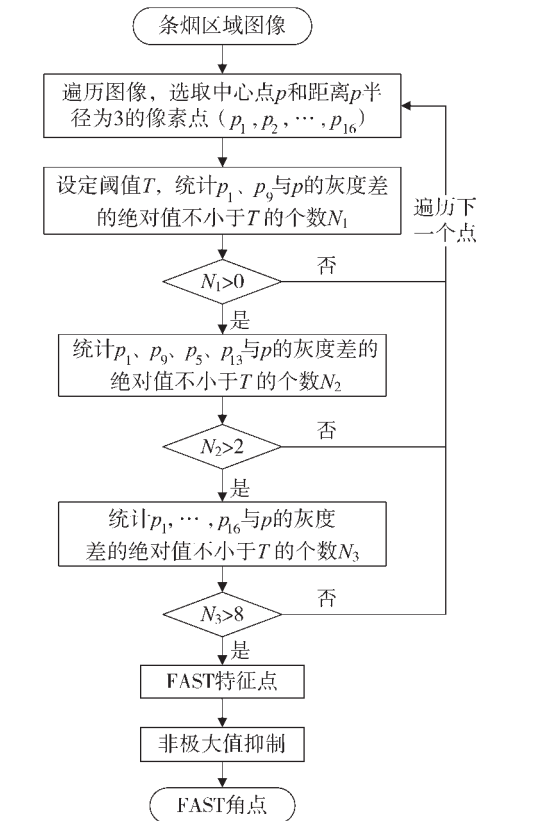 条烟区域图像
遍历图像，选取中心点p和距离p半
径为3的像素点（p₁,p₂,…,p₁₆）
设定阈值T，统计p₁、p₉与p的灰度差
的绝对值不小于T的个数N₁
遍历下
一个点
N₁>0
否
是
统计p₁、p₉、p₅、p₁₃与p的灰度差的
绝对值不小于T的个数N₂
N₂>2
否
是
统计p₁,…,p₁₆与p的灰度
差的绝对值不小于T的个数N₃
N₃>8
否
是
FAST特征点
非极大值抑制
FAST角点